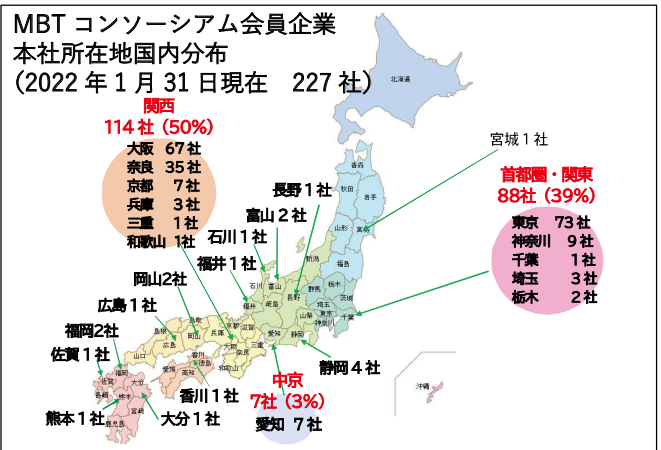 MBT コンソーシアム会員企業
本社所在地国内分布
（2022 年 1 月 31 日現在　227 社）
関西
114 社（50%）
大阪　67 社
奈良　35 社
京都　7 社
兵庫　3 社
三重　1 社
和歌山　1社
宮城 1 社
首都圏・関東
88社（39%）
東京　73 社
神奈川　9 社
千葉　1 社
埼玉　3 社
栃木　2 社
長野 1 社
富山 2 社
石川 1 社
福井 1 社
岡山2社
広島 1 社
福岡2社
佐賀 1 社
熊本 1 社
大分 1 社
香川 1 社
静岡 4 社
中京
7社（3%）
愛知　7 社
北海道
青森
秋田
岩手
山形
宮
福島
新潟
栃木
群馬
茨城
埼玉
東京
千葉
神奈川
山梨
長野
静岡
愛知
岐阜
富山
石川
福井
滋賀
三重
京都
奈良
大阪
和歌山
兵庫
鳥取
岡山
島根
広島
山口
香川
徳島
愛媛
高知
福岡
佐賀
長崎
大分
熊本
宮崎
鹿児島
沖縄